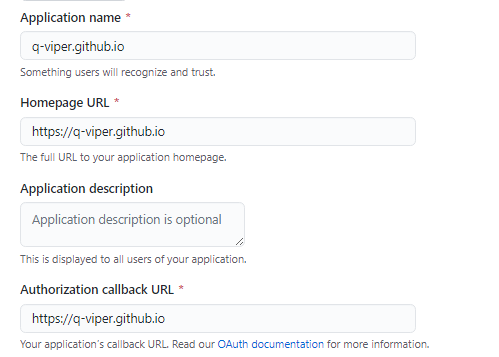 Application name *
q-viper.github.io
Something users will recognize and trust.
Homepage URL *
https://q-viper.github.io
The full URL to your application homepage.
Application description
Application description is optional
This is displayed to all users of your application.
Authorization callback URL *
https://q-viper.github.io
Your application's callback URL. Read our OAuth documentation for more information.